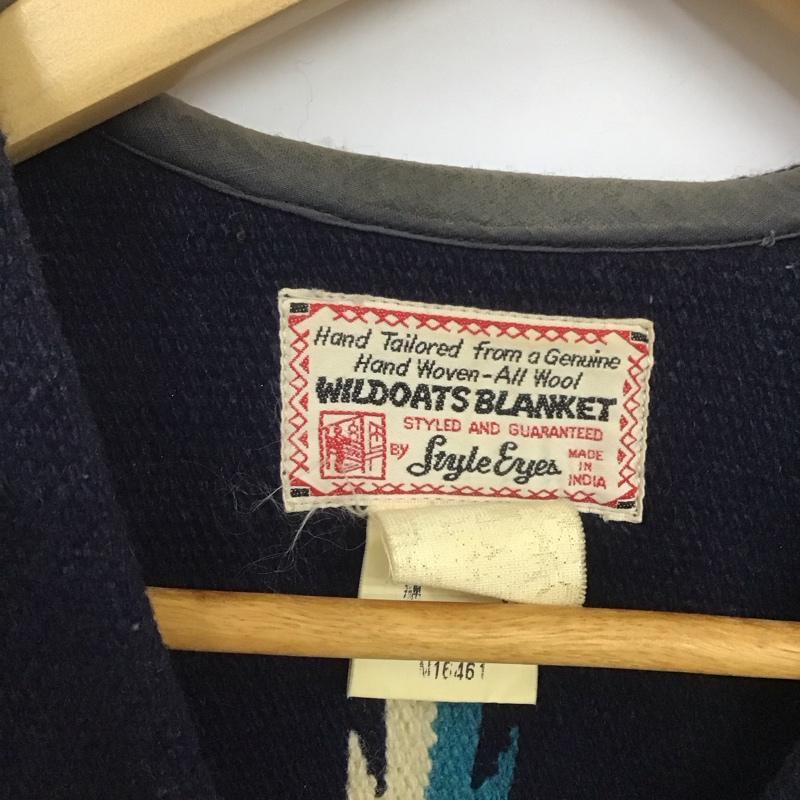 Hand Tailored from a Genuine
Hand Woven-All Wool
WILDOATS BLANKET
STYLED AND GUARANTEED
BY Style Eyes
MADE
IN
INDIA
M16461